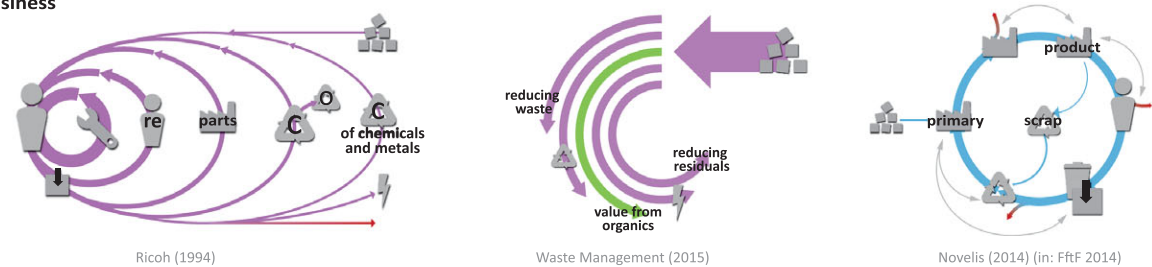 siness
re
parts
C
O
C
of chemicals
and metals
Ricoh (1994)
reducing
waste
reducing
residuals
value from
organics
Waste Management (2015)
product
primary
scrap
Novelis (2014) (in: FftF 2014)